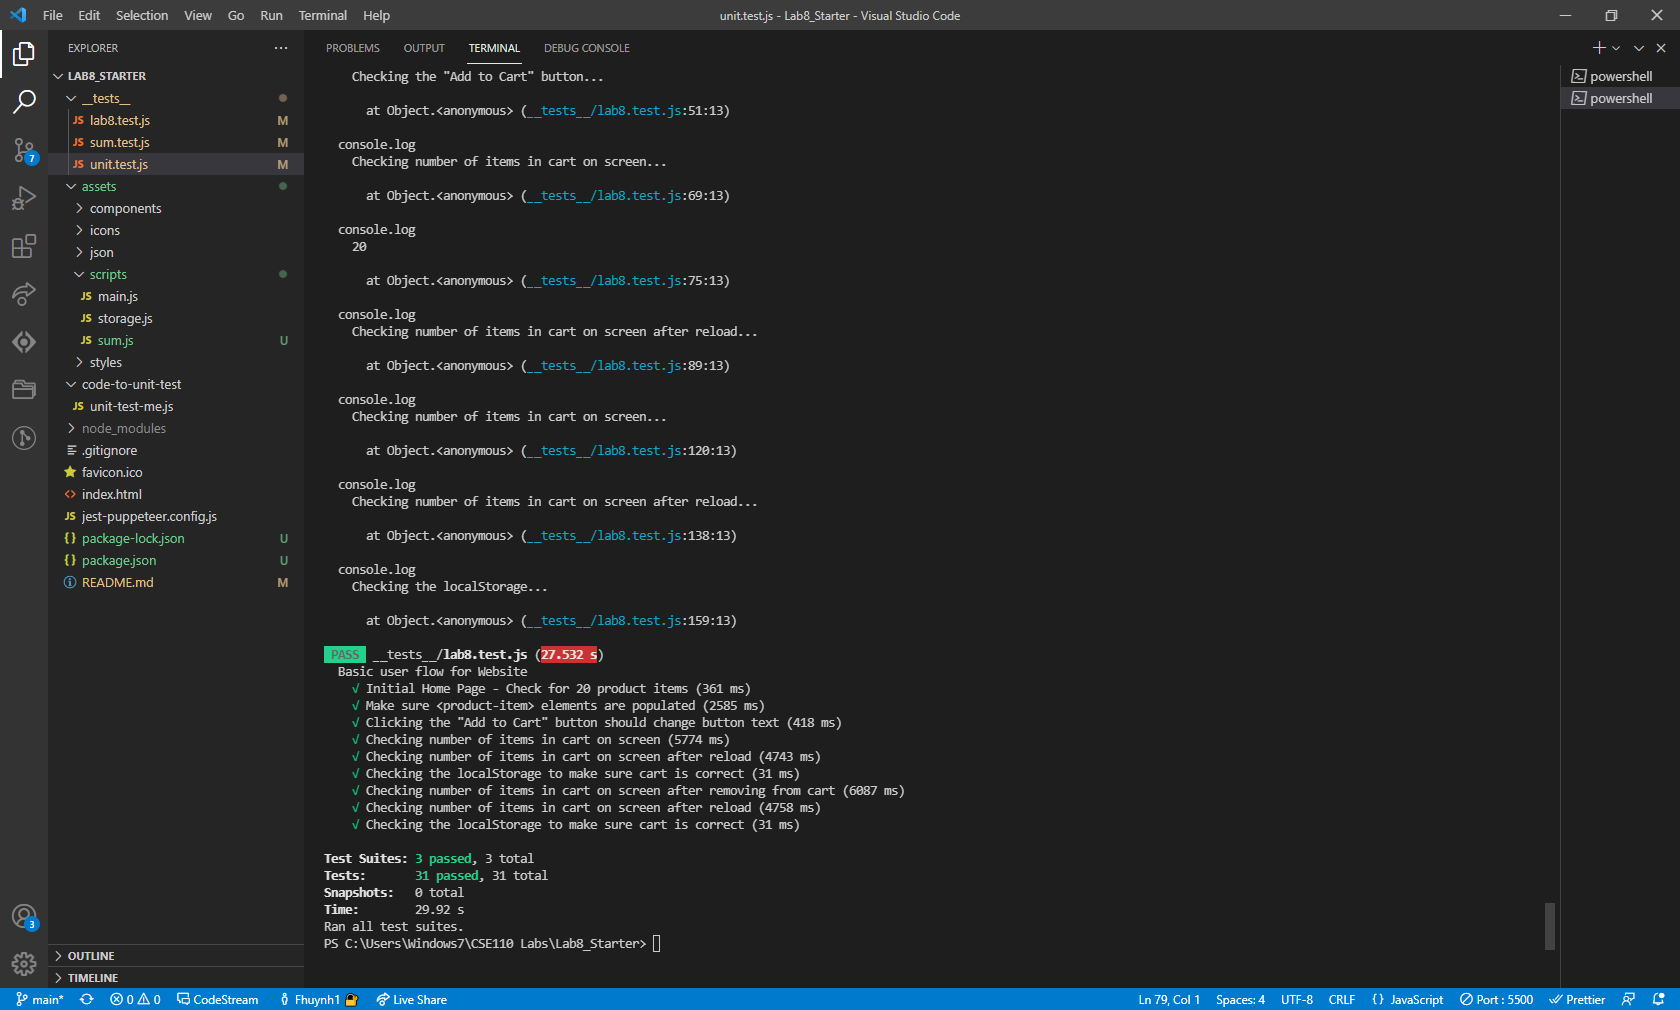 File Edit Selection View Go Run Terminal Help
unit.test.js - Lab8_Starter - Visual Studio Code
EXPLORER
LAB8_STARTER
__tests__
JS lab8.test.js M
JS sum.test.js M
JS unit.test.js M
assets
components
icons
json
scripts
JS main.js
JS storage.js
JS sum.js U
styles
code-to-unit-test
JS unit-test-me.js
node_modules
.gitignore
favicon.ico
<> index.html
JS jest-puppeteer.config.js
{} package-lock.json U
{} package.json U
README.md M
OUTLINE
TIMELINE
7
3
PROBLEMS OUTPUT TERMINAL DEBUG CONSOLE
powershell
powershell
Checking the "Add to Cart" button...
at Object.<anonymous> (__tests__/lab8.test.js:51:13)
console.log
Checking number of items in cart on screen...
at Object.<anonymous> (__tests__/lab8.test.js:69:13)
console.log
20
at Object.<anonymous> (__tests__/lab8.test.js:75:13)
console.log
Checking number of items in cart on screen after reload...
at Object.<anonymous> (__tests__/lab8.test.js:89:13)
console.log
Checking number of items in cart on screen...
at Object.<anonymous> (__tests__/lab8.test.js:120:13)
console.log
Checking number of items in cart on screen after reload...
at Object.<anonymous> (__tests__/lab8.test.js:138:13)
console.log
Checking the localStorage...
at Object.<anonymous> (__tests__/lab8.test.js:159:13)
PASS __tests__/lab8.test.js (27.532 s)
Basic user flow for Website
√ Initial Home Page - Check for 20 product items (361 ms)
√ Make sure <product-item> elements are populated (2585 ms)
√ Clicking the "Add to Cart" button should change button text (418 ms)
√ Checking number of items in cart on screen (5774 ms)
√ Checking number of items in cart on screen after reload (4743 ms)
√ Checking the localStorage to make sure cart is correct (31 ms)
√ Checking number of items in cart on screen after removing from cart (6087 ms)
√ Checking number of items in cart on screen after reload (4758 ms)
√ Checking the localStorage to make sure cart is correct (31 ms)
Test Suites: 3 passed, 3 total
Tests: 31 passed, 31 total
Snapshots: 0 total
Time: 29.92 s
Ran all test suites.
PS C:\Users\Windows7\CSE110 Labs\Lab8_Starter>
main* 0 0 CodeStream Fhuynh1 Live Share Ln 79, Col 1 Spaces: 4 UTF-8 CRLF {} JavaScript Port : 5500 Prettier